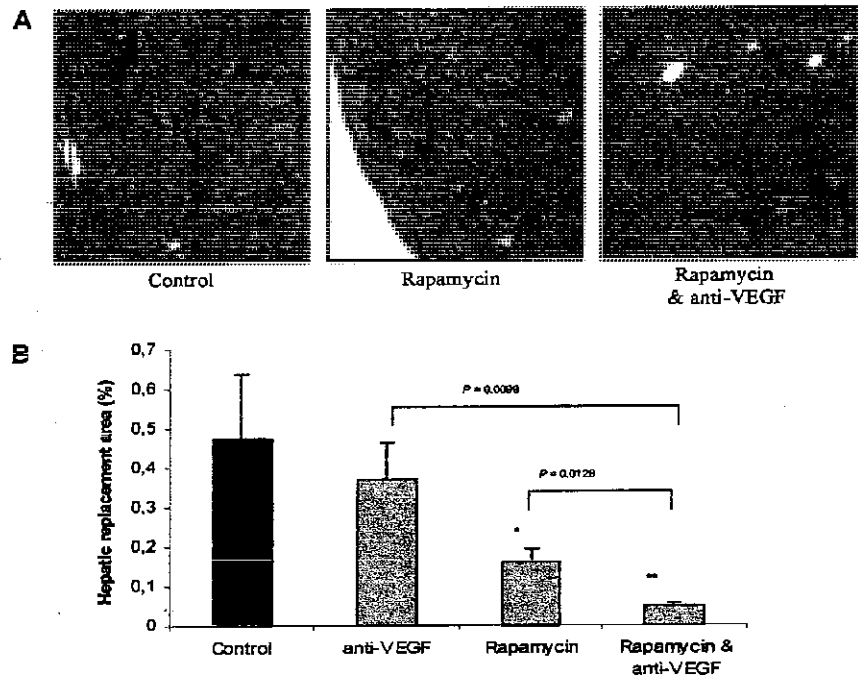 A
Control
Rapamycin
Rapamycin
& anti-VEGF
B
Hepatic replacement area (%)
0,7
0,6
0,5
0,4
0,3
0,2
0,1
0
P = 0.0099
P = 0.0129
*
**
Control
anti-VEGF
Rapamycin
Rapamycin &
anti-VEGF